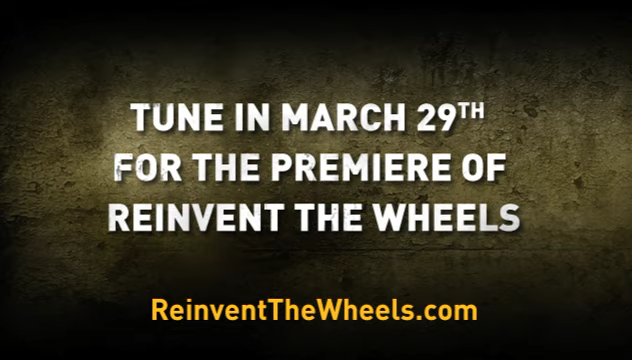 TUNE IN MARCH 29TH
FOR THE PREMIERE OF
REINVENT THE WHEELS
ReinventTheWheels.com